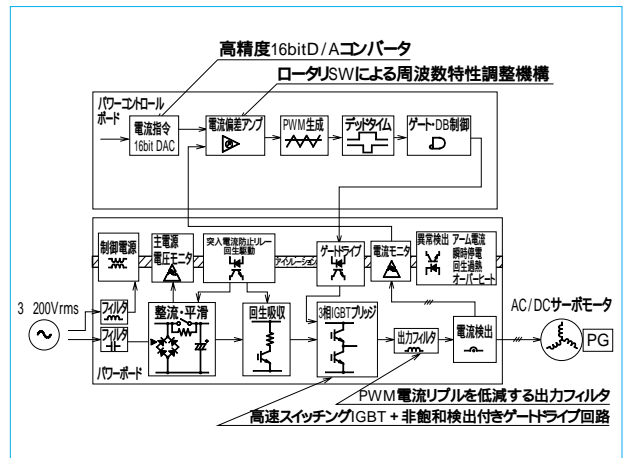 高精度16bitD/Aコンバータ
ロータリSWによる周波数特性調整機構
パワーコントロール
ボード
電流指令
16bit DAC
電流偏差アンプ
PWM生成
デッドタイム
ゲート・DB制御
制御電源
主電源
電圧モニタ
突入電流防止リレー
回生駆動
アイソレーション
ゲートドライブ
電流モニタ
異常検出
アーム電流
瞬時停電
回生過熱
オーバーヒート
3 200Vrms
フィルタ
フィルタ
整流・平滑
回生吸収
3相IGBTブリッジ
出力フィルタ
電流検出
AC/DCサーボモータ
PG
パワーボード
PWM電流リプルを低減する出力フィルタ
高速スイッチングIGBT+非飽和検出付きゲートドライブ回路